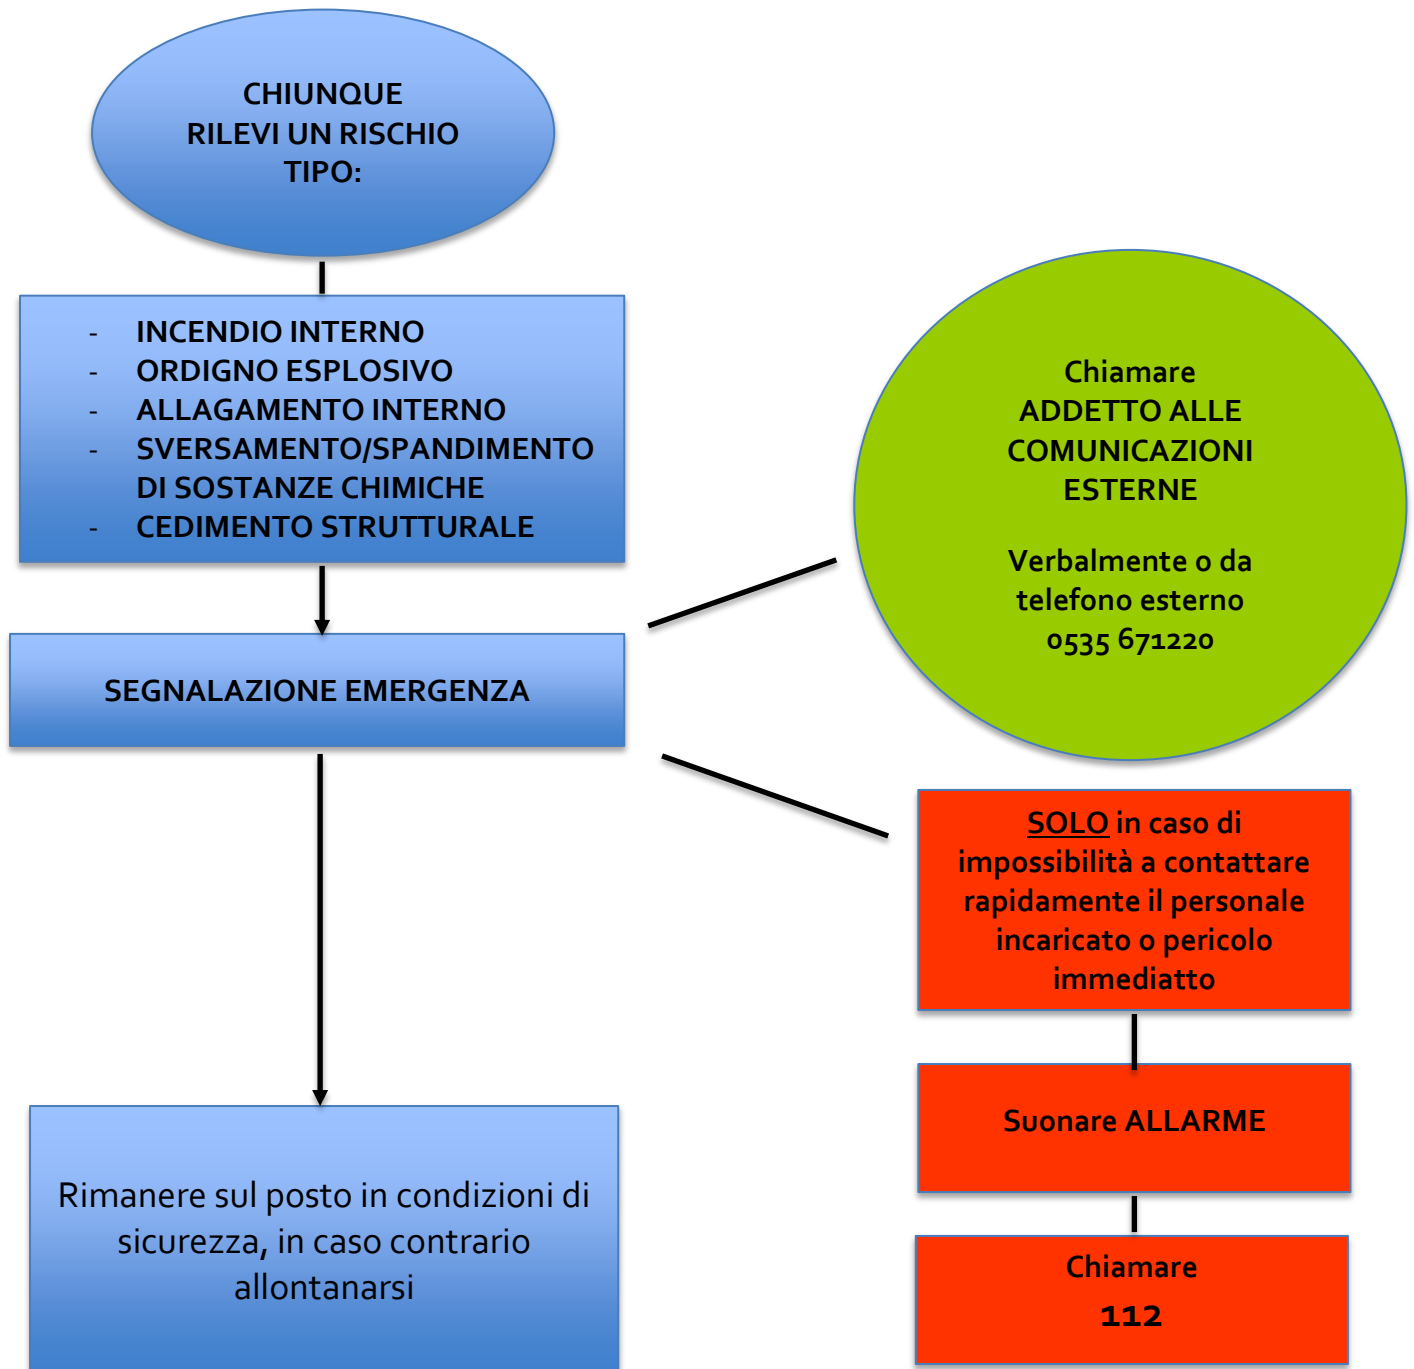 CHIUNQUE
RILEVI UN RISCHIO
TIPO:
- INCENDIO INTERNO
- ORDIGNO ESPLOSIVO
- ALLAGAMENTO INTERNO
- SVERSAMENTO/SPANDIMENTO
DI SOSTANZE CHIMICHE
- CEDIMENTO STRUTTURALE
SEGNALAZIONE EMERGENZA
Chiamare
ADDETTO ALLE
COMUNICAZIONI
ESTERNE
Verbalmente o da
telefono esterno
0535 671220
SOLO in caso di
impossibilità a contattare
rapidamente il personale
incaricato o pericolo
immediatto
Suonare ALLARME
Chiamare
112
Rimanere sul posto in condizioni di
sicurezza, in caso contrario
allontanarsi